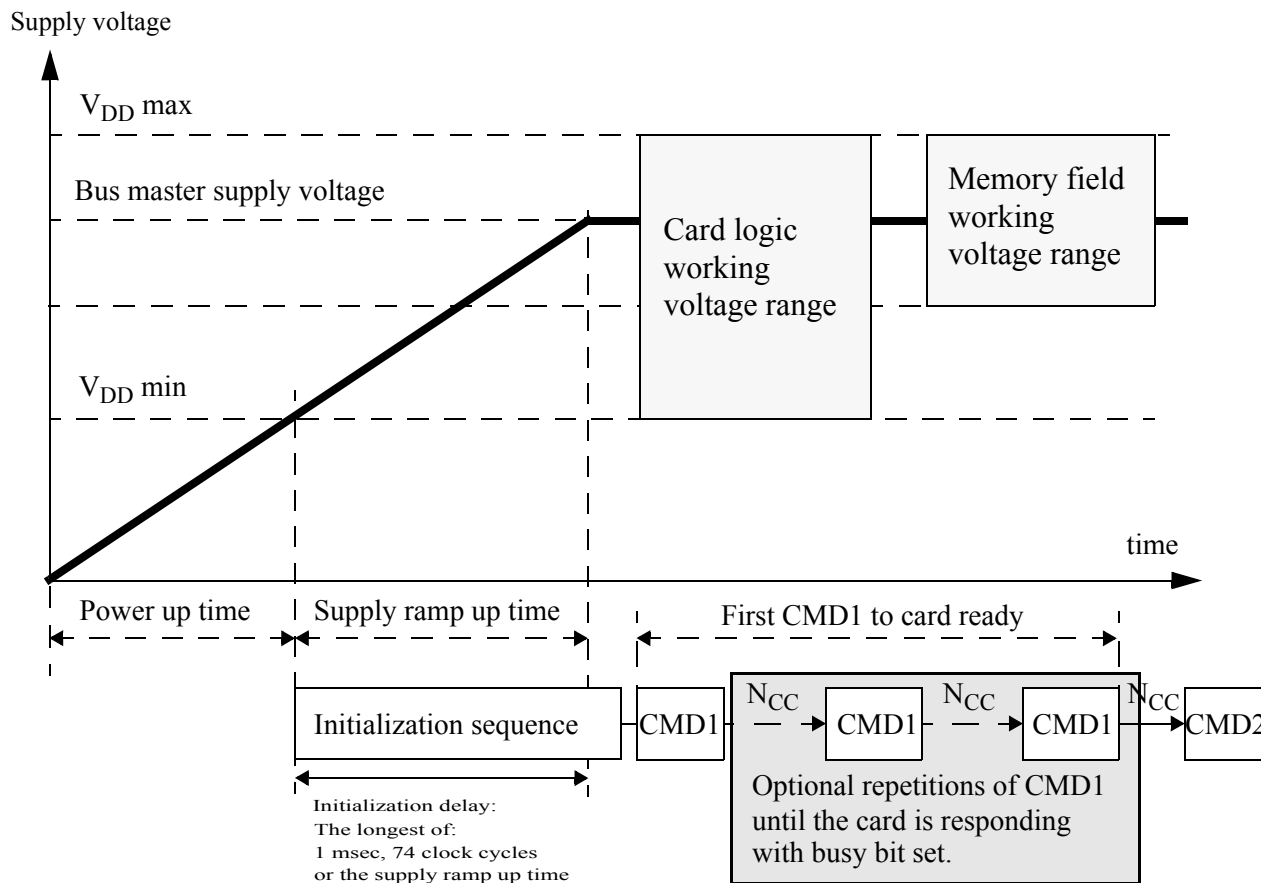 Supply voltage
V_DD max
Bus master supply voltage
Card logic
working
voltage range
Memory field
working
voltage range
V_DD min
time
Power up time
Supply ramp up time
First CMD1 to card ready
Initialization sequence
CMD1
N_CC
CMD1
N_CC
CMD1
N_CC
CMD2
Initialization delay:
The longest of:
1 msec, 74 clock cycles
or the supply ramp up time
Optional repetitions of CMD1
until the card is responding
with busy bit set.